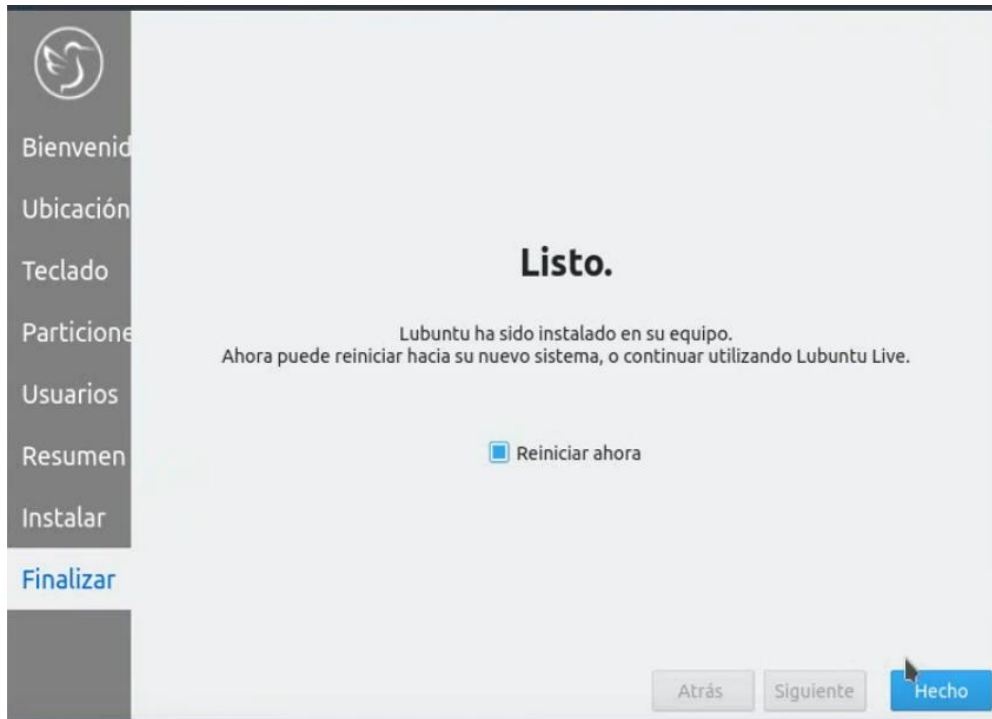 Bienvenid
Ubicación
Teclado
Particione
Usuarios
Resumen
Instalar
Finalizar
Listo.
Lubuntu ha sido instalado en su equipo.
Ahora puede reiniciar hacia su nuevo sistema, o continuar utilizando Lubuntu Live.
Reiniciar ahora
Atrás
Siguiente
Hecho